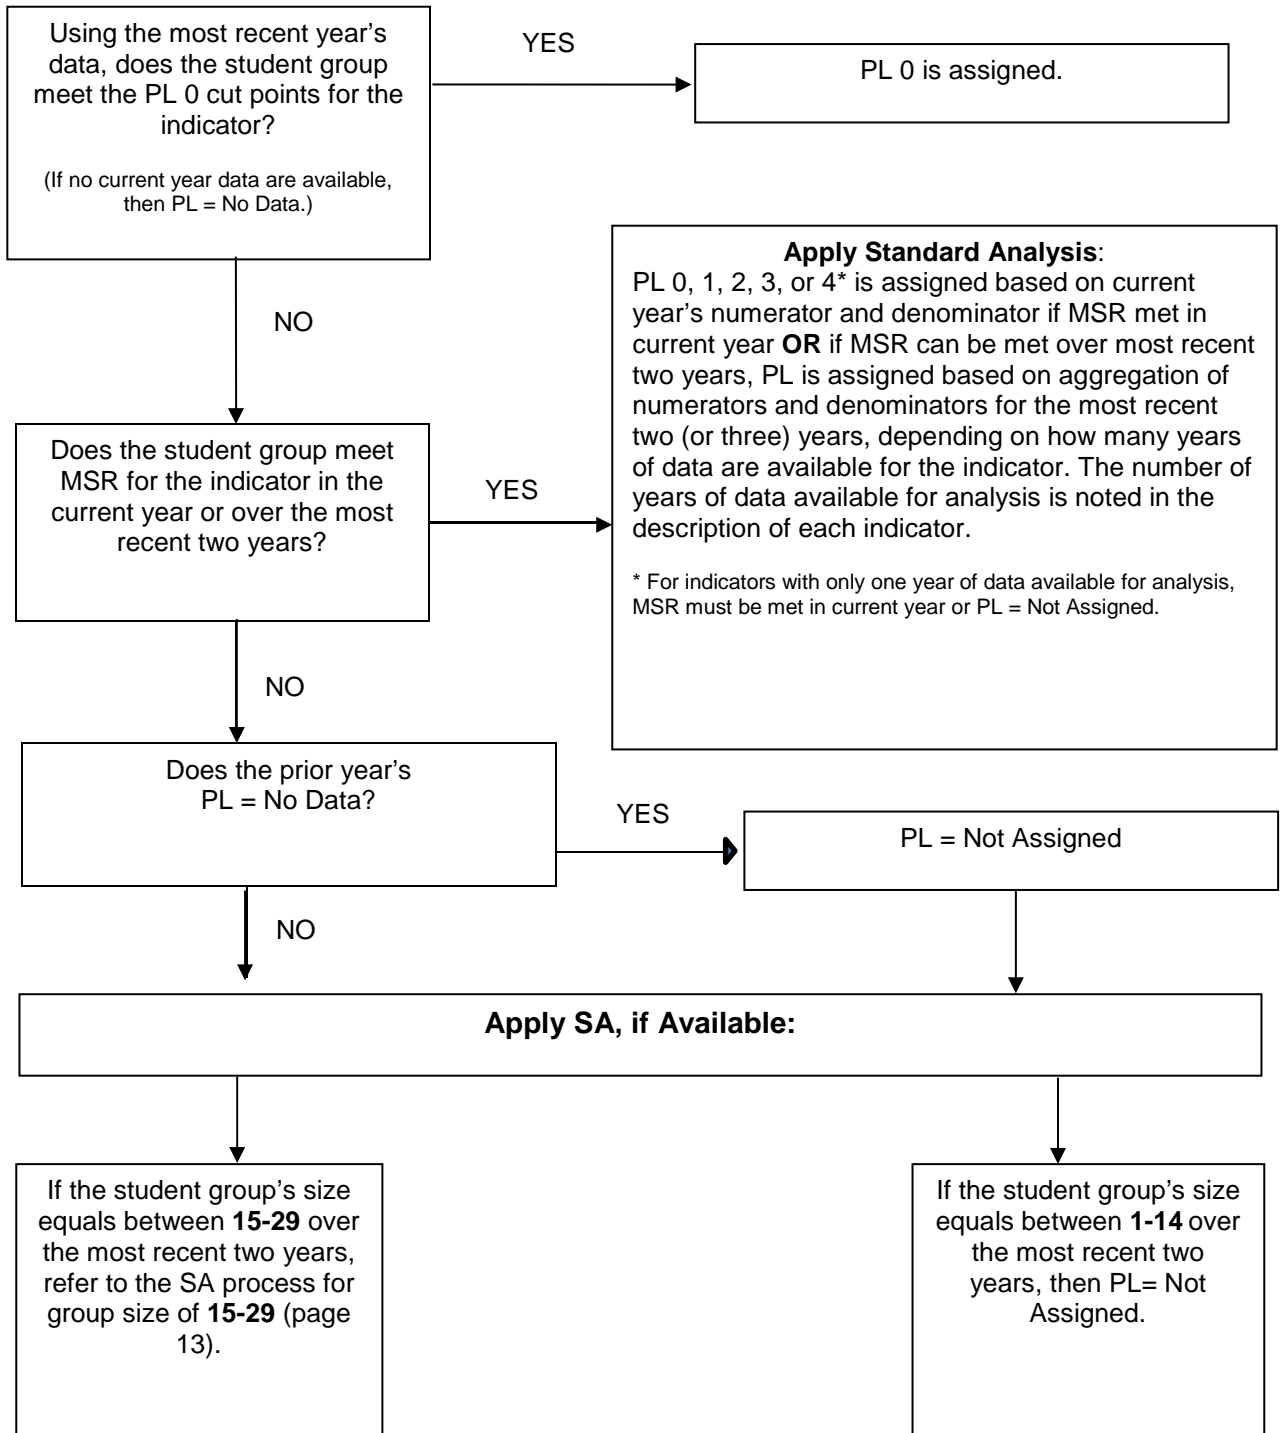 Using the most recent year’s
data, does the student group
meet the PL 0 cut points for the
indicator?
(If no current year data are available,
then PL = No Data.)
YES
PL 0 is assigned.
NO
Apply Standard Analysis:
PL 0, 1, 2, 3, or 4* is assigned based on current
year’s numerator and denominator if MSR met in
current year OR if MSR can be met over most recent
two years, PL is assigned based on aggregation of
numerators and denominators for the most recent
two (or three) years, depending on how many years
of data are available for the indicator. The number of
years of data available for analysis is noted in the
description of each indicator.
* For indicators with only one year of data available for analysis,
MSR must be met in current year or PL = Not Assigned.
Does the student group meet
MSR for the indicator in the
current year or over the most
recent two years?
YES
NO
Does the prior year’s
PL = No Data?
YES
PL = Not Assigned
NO
Apply SA, if Available:
If the student group’s size
equals between 15-29 over
the most recent two years,
refer to the SA process for
group size of 15-29 (page
13).
If the student group’s size
equals between 1-14 over
the most recent two
years, then PL= Not
Assigned.